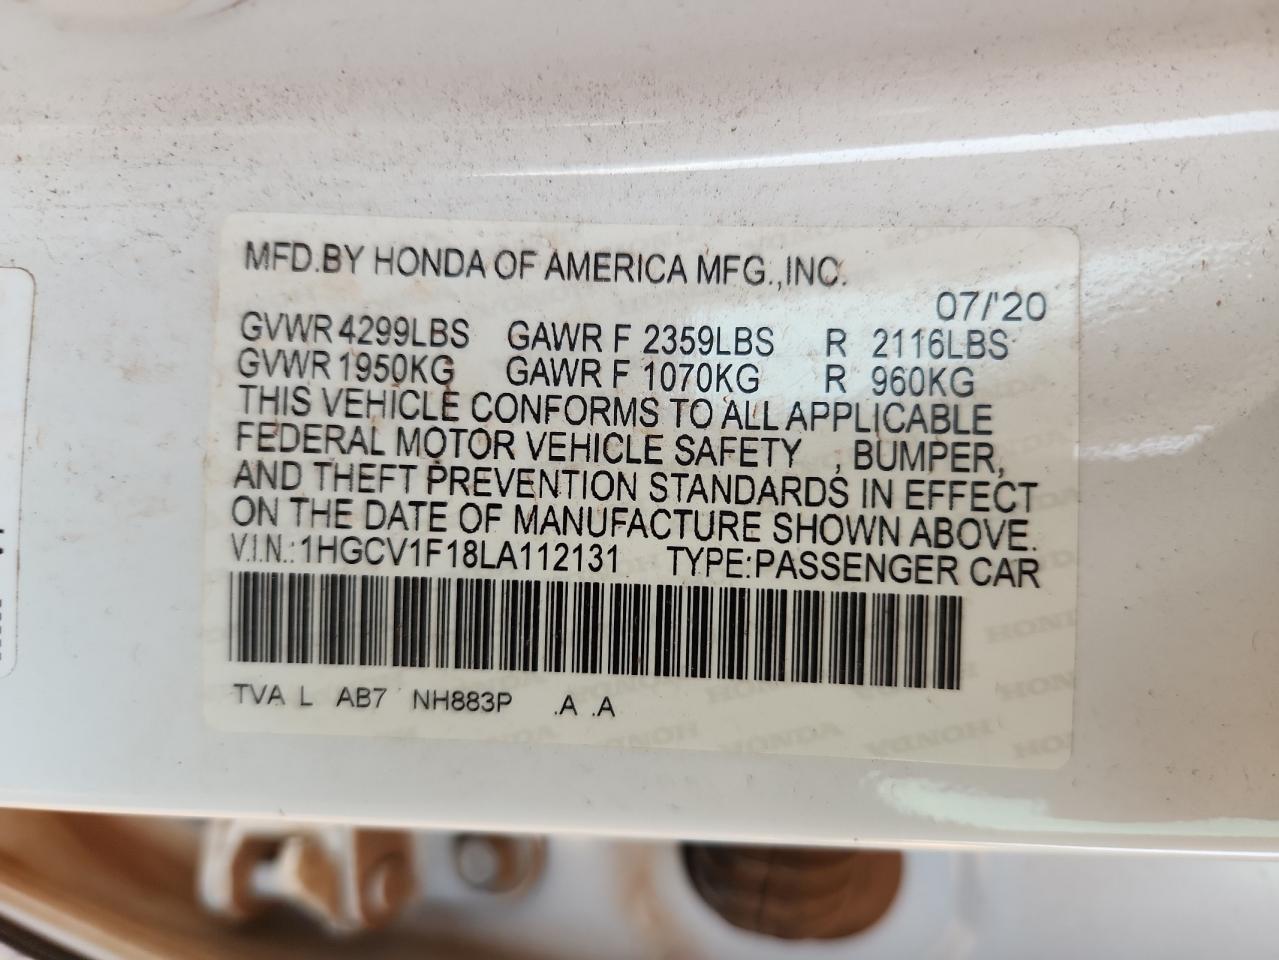 MFD.BY HONDA OF AMERICA MFG.,INC.
07/'20
GVWR 4299LBS GAWR F 2359LBS R 2116LBS
GVWR 1950KG GAWR F 1070KG R 960KG
THIS VEHICLE CONFORMS TO ALL APPLICABLE
FEDERAL MOTOR VEHICLE SAFETY , BUMPER,
AND THEFT PREVENTION STANDARDS IN EFFECT
ON THE DATE OF MANUFACTURE SHOWN ABOVE.
V.I.N.: 1HGCV1F18LA112131 TYPE:PASSENGER CAR
TVA L AB7 NH883P .A .A